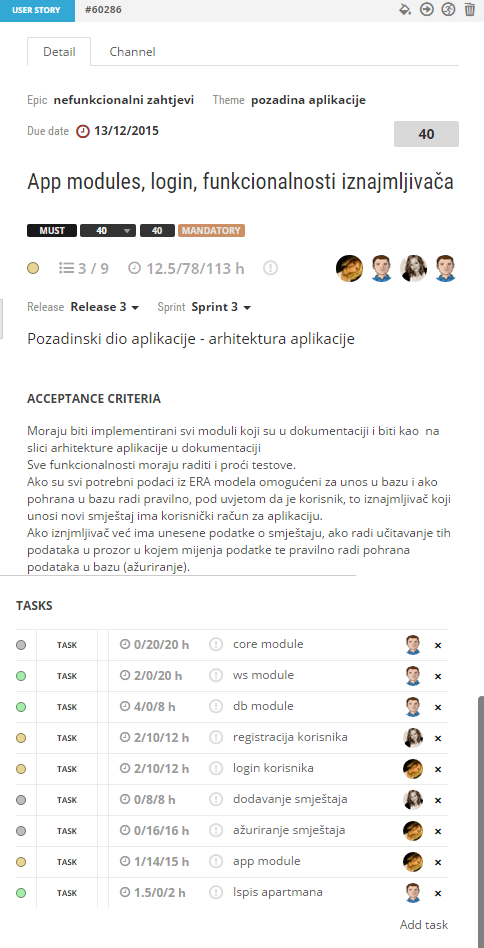 USER STORY #60286
Detail Channel
Epic nefunkcionalni zahtjevi Theme pozadina aplikacije
Due date 13/12/2015
40
App modules, login, funkcionalnosti iznajmljivača
MUST 40 40 MANDATORY
3 / 9 12.5/78/113 h
Release Release 3 Sprint Sprint 3
Pozadinski dio aplikacije - arhitektura aplikacije
ACCEPTANCE CRITERIA
Moraju biti implementirani svi moduli koji su u dokumentaciji i biti kao na
slici arhitekture aplikacije u dokumentaciji
Sve funkcionalnosti moraju raditi i proći testove.
Ako su svi potrebni podaci iz ERA modela omogućeni za unos u bazu i ako
pohrana u bazu radi pravilno, pod uvjetom da je korisnik, to iznajmljivač koji
unosi novi smještaj ima korisnički račun za aplikaciju.
Ako iznjmljivač već ima unesene podatke o smještaju, ako radi učitavanje tih
podataka u prozor u kojem mijenja podatke te pravilno radi pohrana
podataka u bazu (ažuriranje).
TASKS
TASK 0/20/20 h core module
TASK 2/0/20 h ws module
TASK 4/0/8 h db module
TASK 2/10/12 h registracija korisnika
TASK 2/10/12 h login korisnika
TASK 0/8/8 h dodavanje smještaja
TASK 0/16/16 h ažuriranje smještaja
TASK 1/14/15 h app module
TASK 1.5/0/2 h Ispis apartmana
Add task